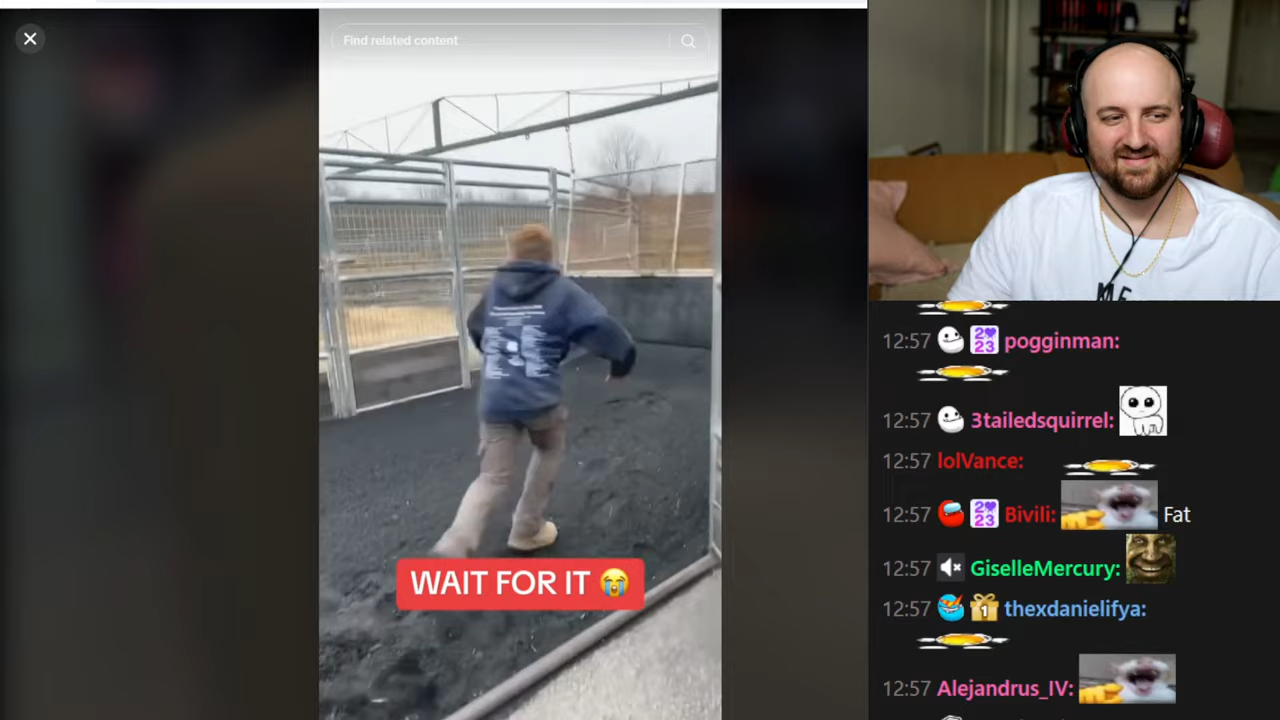 Find related content
WAIT FOR IT 😭
ME
12:57 pogginman:
12:57 3tailedsquirrel:
12:57 lolVance:
12:57 Bivili: Fat
12:57 GiselleMercury:
12:57 thexdanielifya:
12:57 Alejandrus_IV: